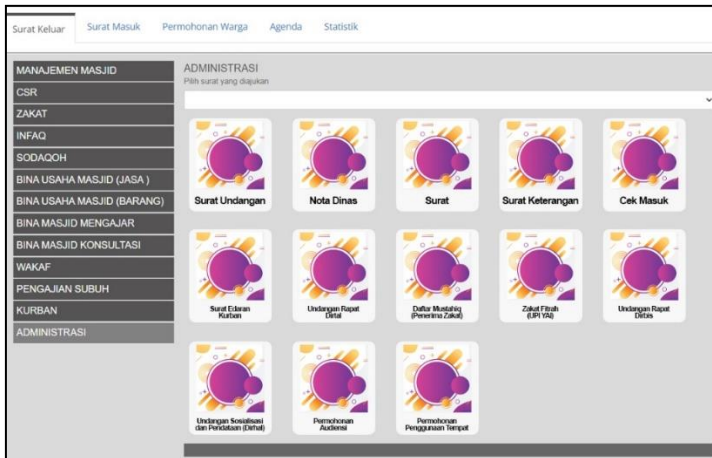 Surat Keluar
Surat Masuk
Permohonan Warga
Agenda
Statistik
MANAJEMEN MASJID
CSR
ZAKAT
INFAQ
SODAQOH
BINA USAHA MASJID (JASA )
BINA USAHA MASJID (BARANG)
BINA MASJID MENGAJAR
BINA MASJID KONSULTASI
WAKAF
PENGAJIAN SUBUH
KURBAN
ADMINISTRASI
ADMINISTRASI
Pilih surat yang diajukan
Surat Undangan
Nota Dinas
Surat
Surat Keterangan
Cek Masuk
Surat Edaran
Kurban
Undangan Rapat
Dirtal
Daftar Mustahiq
(Penerima Zakat)
Zakat Fitrah
(UPI YAI)
Undangan Rapat
Dirbis
Undangan Sosialisasi
dan Pendataan (Dirhal)
Permohonan
Audiensi
Permohonan
Penggunaan Tempat